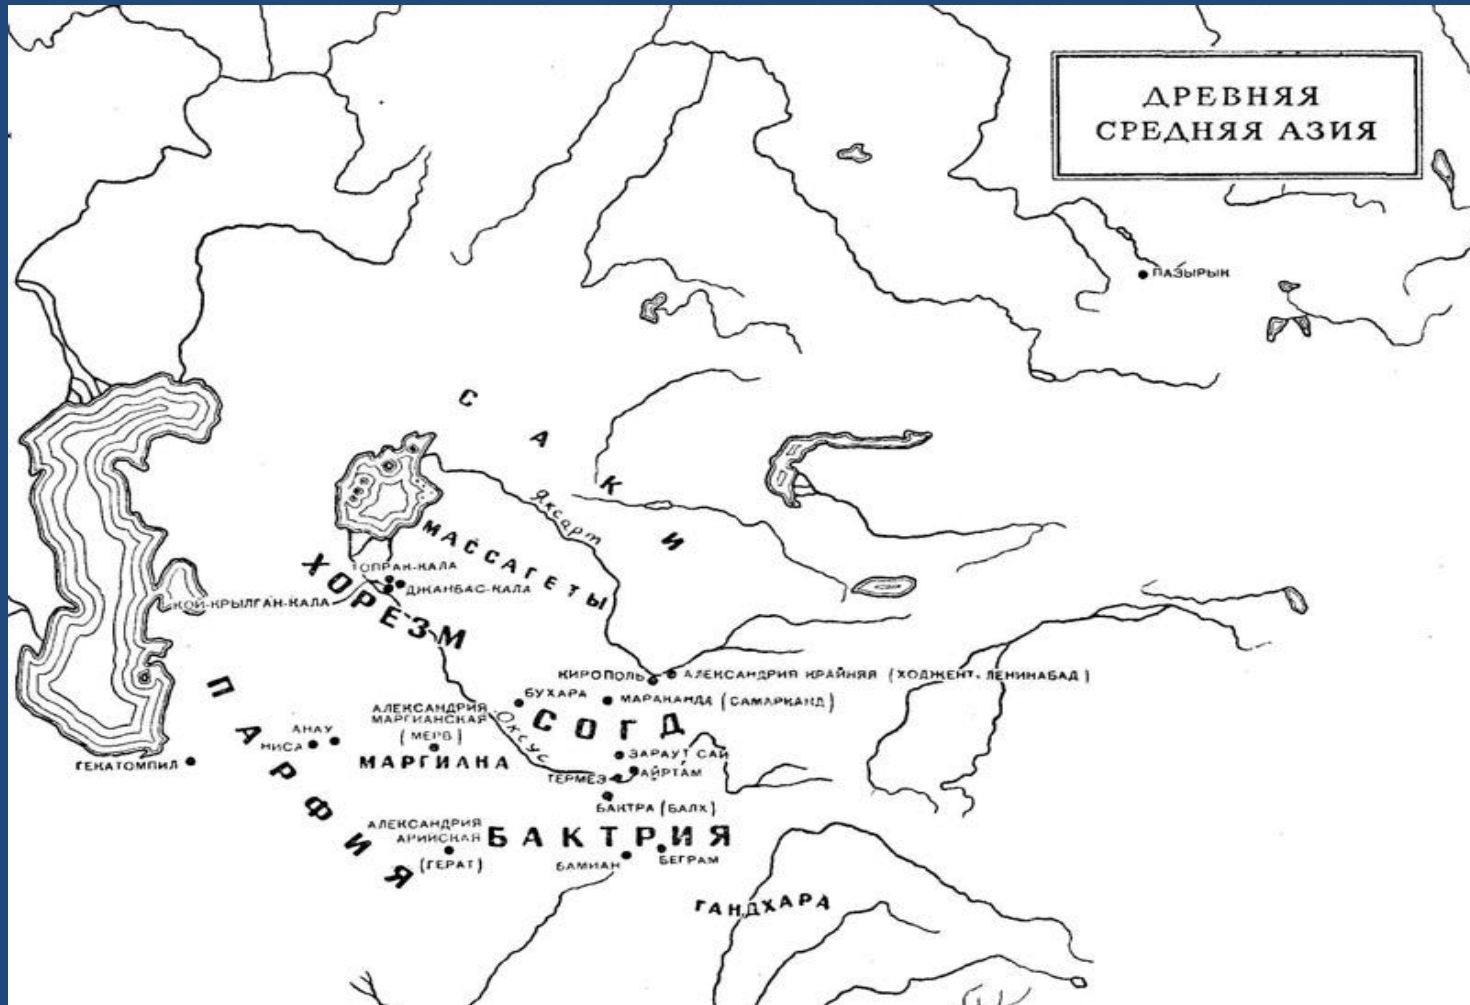 ДРЕВНЯЯ
СРЕДНЯЯ АЗИЯ
ПАЗЫРЫК
САКИ
Яксарт
МАССАГЕТЫ
ТОПРАК-КАЛА
ДЖАНБАС-КАЛА
КОЙ-КРЫЛГАН-КАЛА
ХОРЕЗМ
КИРОПОЛЬ
АЛЕКСАНДРИЯ КРАЙНЯЯ (ХОДЖЕНТ-ЛЕНИНАБАД)
БУХАРА
МАРАКАНДА (САМАРКАНД)
АЛЕКСАНДРИЯ
МАРГИАНСКАЯ
(МЕРВ)
Оксус
СОГД
ПАРФИЯ
АНАУ
НИСА
ГЕКАТОМПИЛ
МАРГИАНА
ЗАРАУТ САЙ
АЙРТАМ
ТЕРМЕЗ
БАКТРА (БАЛХ)
АЛЕКСАНДРИЯ
АРИЙСКАЯ
(ГЕРАТ)
БАКТРИЯ
БАМИАН
БЕГРАМ
ГАНДХАРА